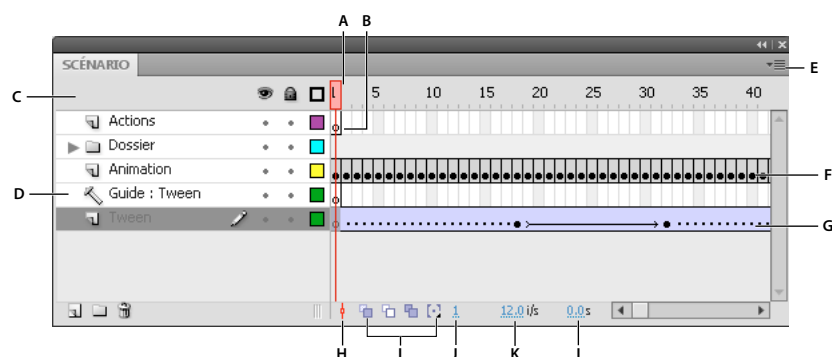 A B
SCÉNARIO
E
C
1 5 10 15 20 25 30 35 40
Actions
B
Dossier
Animation
F
D
Guide : Tween
Tween
G
1 12.0 i/s 0.0 s
H I J K L